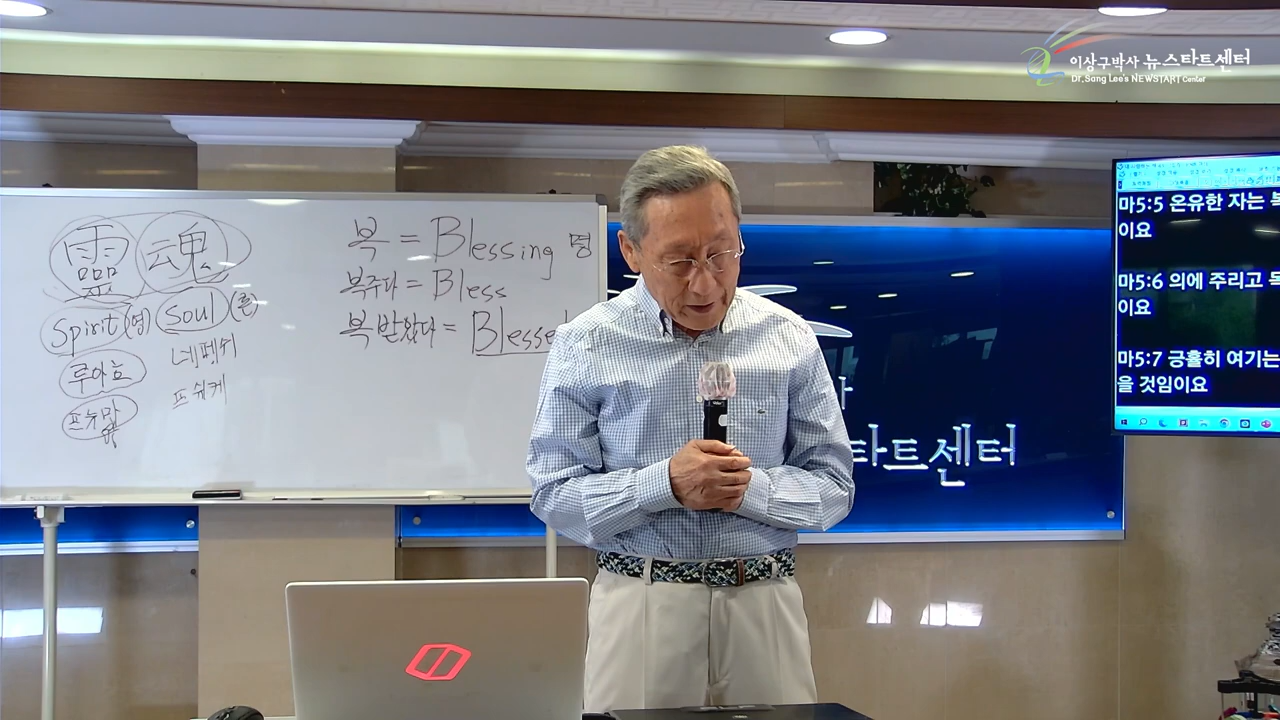 이상구박사 뉴스타트센터
Dr.Sang Lee's NEWSTART Center
靈 魂
Spirit(영) Soul (혼)
루아흐 네페쉬
프뉴마 프쉬케
복 = Blessing 명
복주다 = Bless
복 받았다 = Blesse
타트센터
마5:5 온유한 자는 복
이요
마5:6 의에 주리고 목
이요
마5:7 긍휼히 여기는
을 것임이요